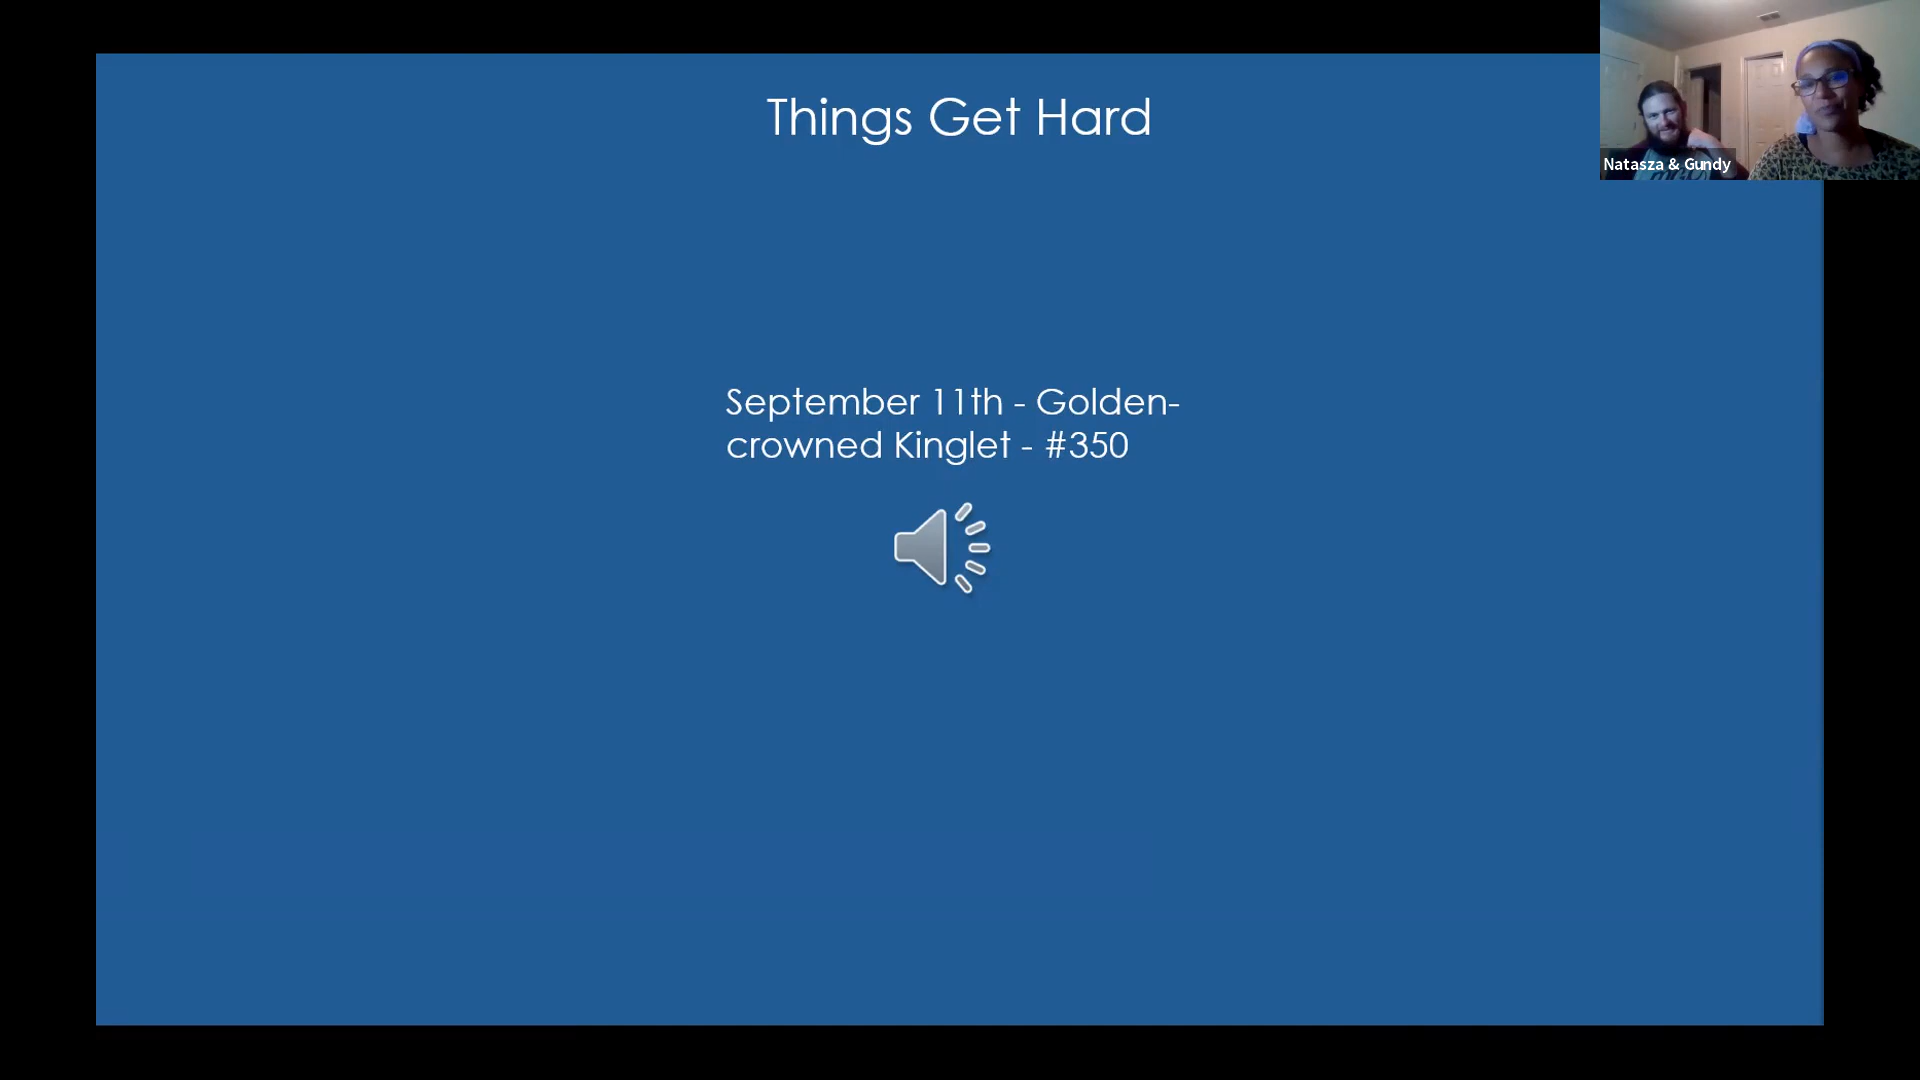 Things Get Hard
Natasza & Gundy
September 11th - Golden-
crowned Kinglet - #350